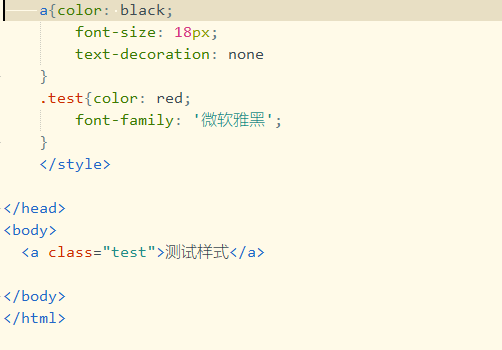 a{color: black;
font-size: 18px;
text-decoration: none
}
.test{color: red;
font-family: '微软雅黑';
}
</style>
</head>
<body>
<a class="test">测试样式</a>
</body>
</html>